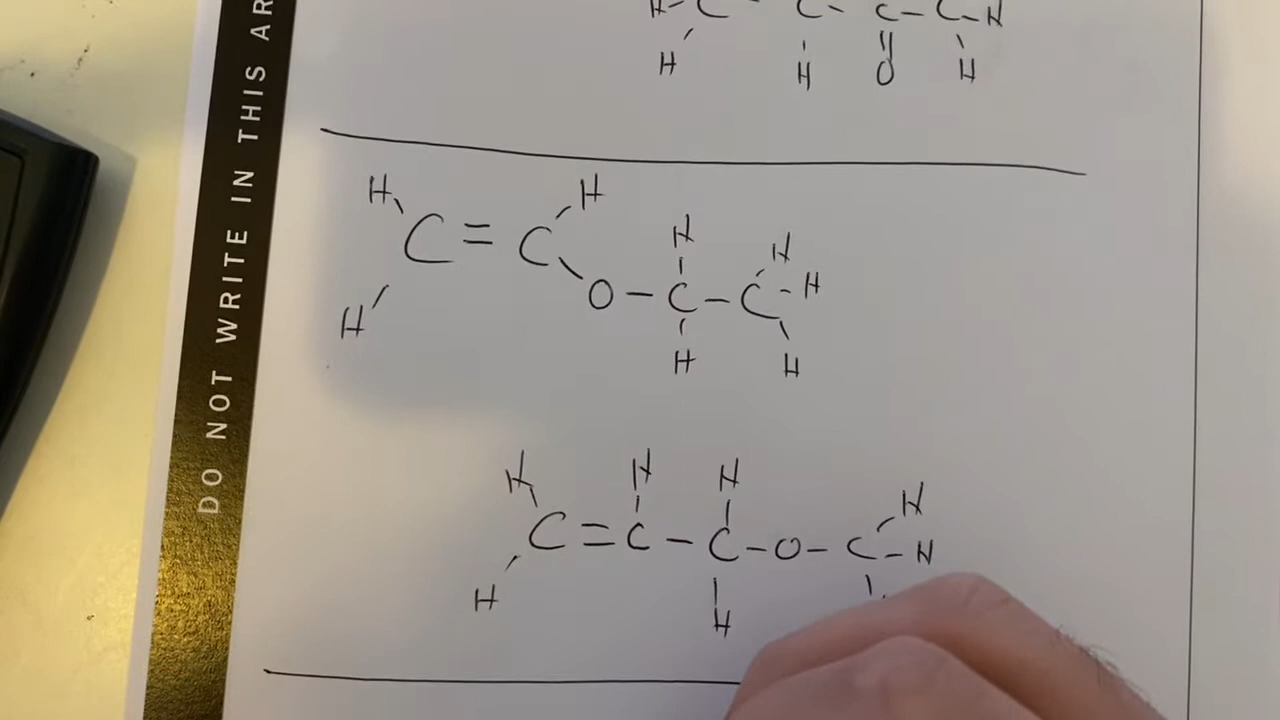 DO NOT WRITE IN THIS AR
H-C - C - C-C-H
H H O H
H H
C=C H H
O-C-C-H
H
H H
H H H H
C=C-C-O-C-H
H
H